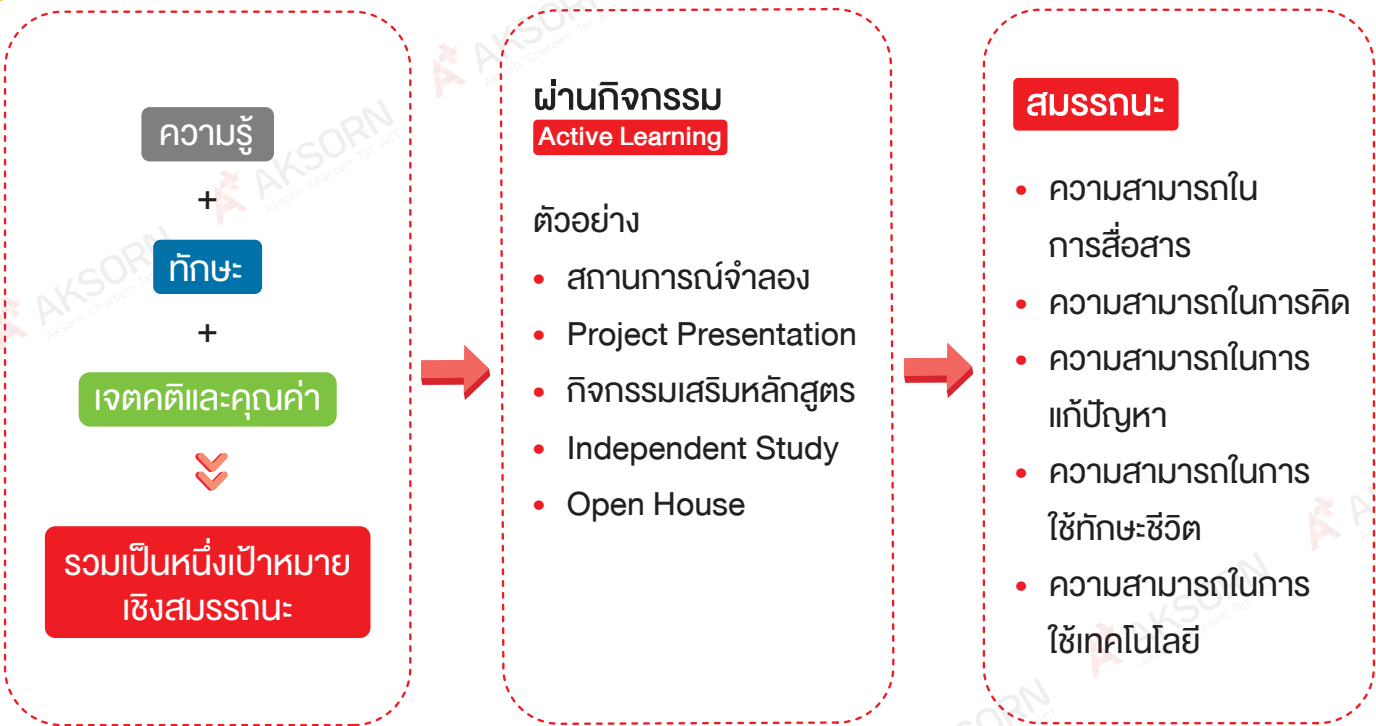 ความรู้
+
ทักษะ
+
เจตคติและคุณค่า
รวมเป็นหนึ่งเป้าหมาย
เชิงสมรรถนะ
ผ่านกิจกรรม
Active Learning
ตัวอย่าง
• สถานการณ์จำลอง
• Project Presentation
• กิจกรรมเสริมหลักสูตร
• Independent Study
• Open House
สมรรถนะ
• ความสามารถใน
การสื่อสาร
• ความสามารถในการคิด
• ความสามารถในการ
แก้ปัญหา
• ความสามารถในการ
ใช้ทักษะชีวิต
• ความสามารถในการ
ใช้เทคโนโลยี
AKSORN
Aksorn Charoen Tat ACT.